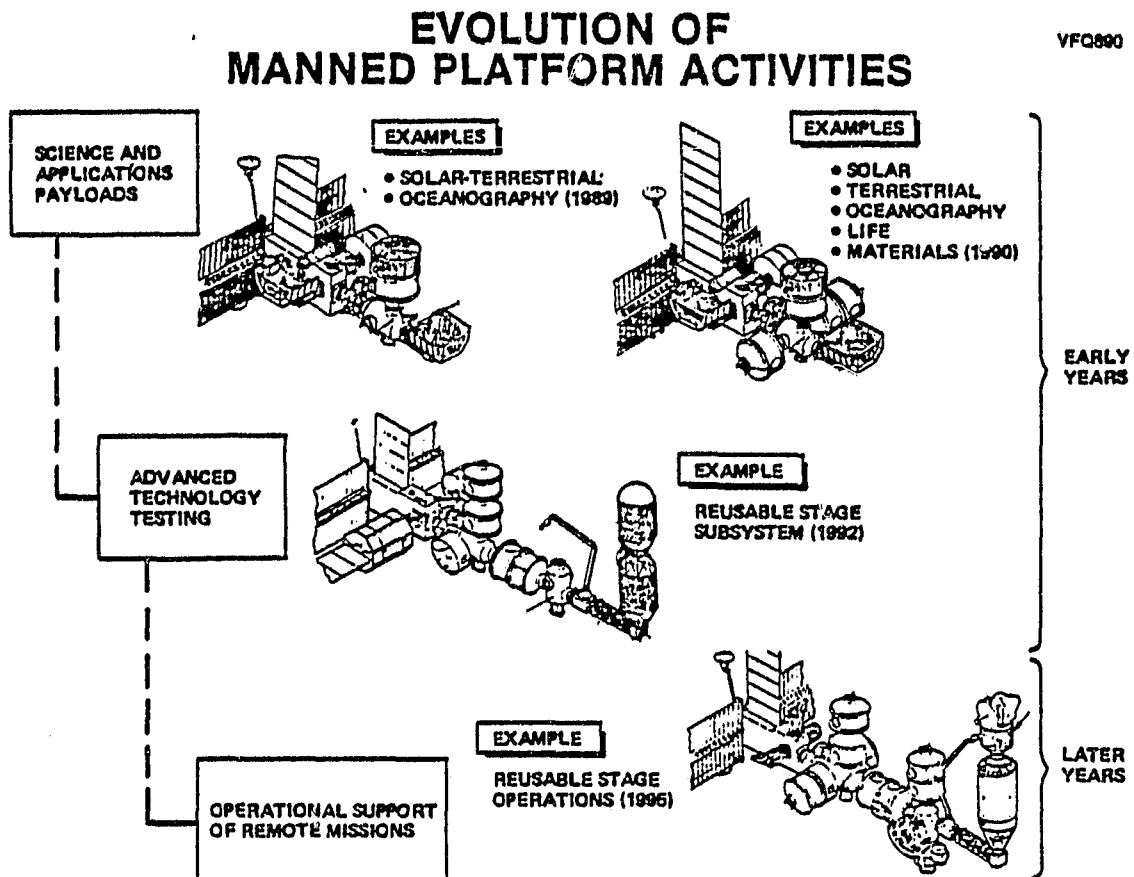 EVOLUTION OF
MANNED PLATFORM ACTIVITIES
VFQ890
SCIENCE AND
APPLICATIONS
PAYLOADS
EXAMPLES
• SOLAR-TERRESTRIAL
• OCEANOGRAPHY (1989)
EXAMPLES
• SOLAR
• TERRESTRIAL
• OCEANOGRAPHY
• LIFE
• MATERIALS (1990)
EARLY
YEARS
ADVANCED
TECHNOLOGY
TESTING
EXAMPLE
REUSABLE STAGE
SUBSYSTEM (1992)
EXAMPLE
REUSABLE STAGE
OPERATIONS (1995)
LATER
YEARS
OPERATIONAL SUPPORT
OF REMOTE MISSIONS